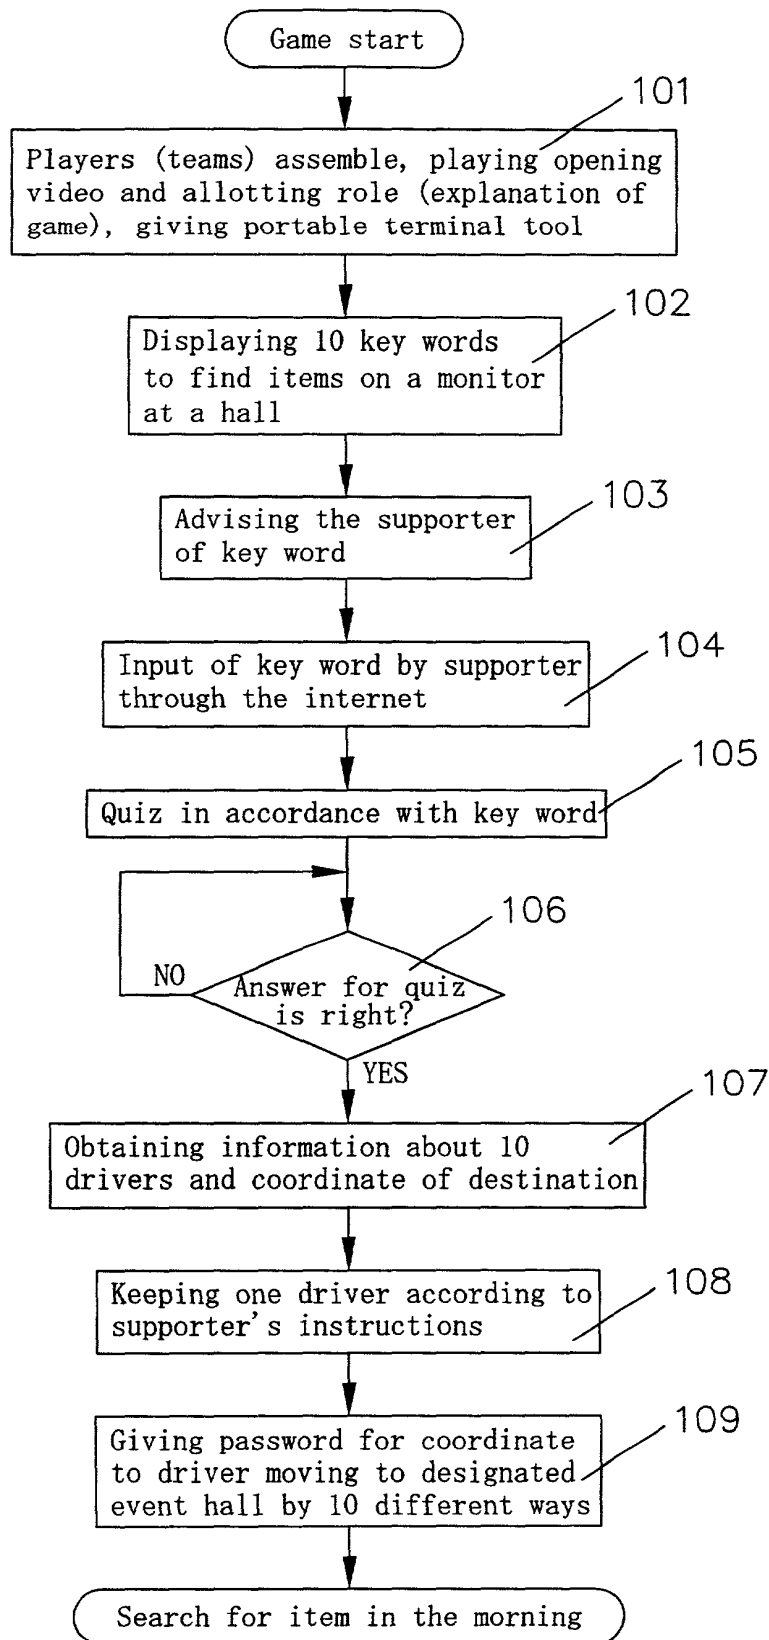 Game start
101
Players (teams) assemble, playing opening
video and allotting role (explanation of
game), giving portable terminal tool
102
Displaying 10 key words
to find items on a monitor
at a hall
103
Advising the supporter
of key word
104
Input of key word by supporter
through the internet
105
Quiz in accordance with key word
106
NO
Answer for quiz
is right?
YES
107
Obtaining information about 10
drivers and coordinate of destination
108
Keeping one driver according to
supporter's instructions
109
Giving password for coordinate
to driver moving to designated
event hall by 10 different ways
Search for item in the morning